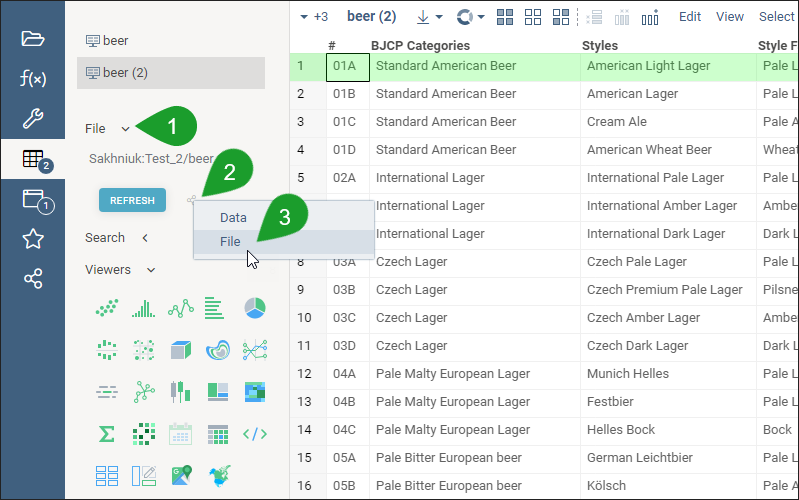 +3 beer (2) Edit View Select
beer
beer (2)
File
1
Sakhniuk:Test_2/beer
2
REFRESH
Data
3
File
Search
Viewers
f(x)
2
1
# BJCP Categories Styles Style F
1 01A Standard American Beer American Light Lager Pale L
2 01B Standard American Beer American Lager Pale L
3 01C Standard American Beer Cream Ale Pale A
4 01D Standard American Beer American Wheat Beer Wheat
5 02A International Lager International Pale Lager Pale L
International Lager International Amber Lager Amber
International Lager International Dark Lager Dark L
8 03A Czech Lager Czech Pale Lager Pale L
9 03B Czech Lager Czech Premium Pale Lager Pilsne
10 03C Czech Lager Czech Amber Lager Amber
11 03D Czech Lager Czech Dark Lager Dark L
12 04A Pale Malty European Lager Munich Helles Pale L
13 04B Pale Malty European Lager Festbier Pale L
14 04C Pale Malty European Lager Helles Bock Bock
15 05A Pale Bitter European beer German Leichtbier Pale L
16 05B Pale Bitter European beer Kölsch Pale A